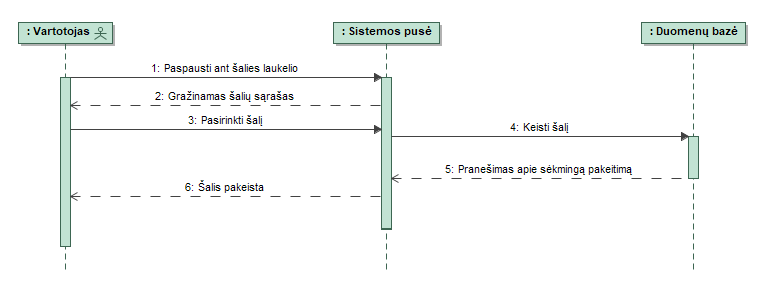 : Vartotojas
: Sistemos pusė
: Duomenų bazė
1: Paspausti ant šalies laukelio
2: Gražinamas šalių sąrašas
3: Pasirinkti šalį
4: Keisti šalį
5: Pranešimas apie sėkmingą pakeitimą
6: Šalis pakeista